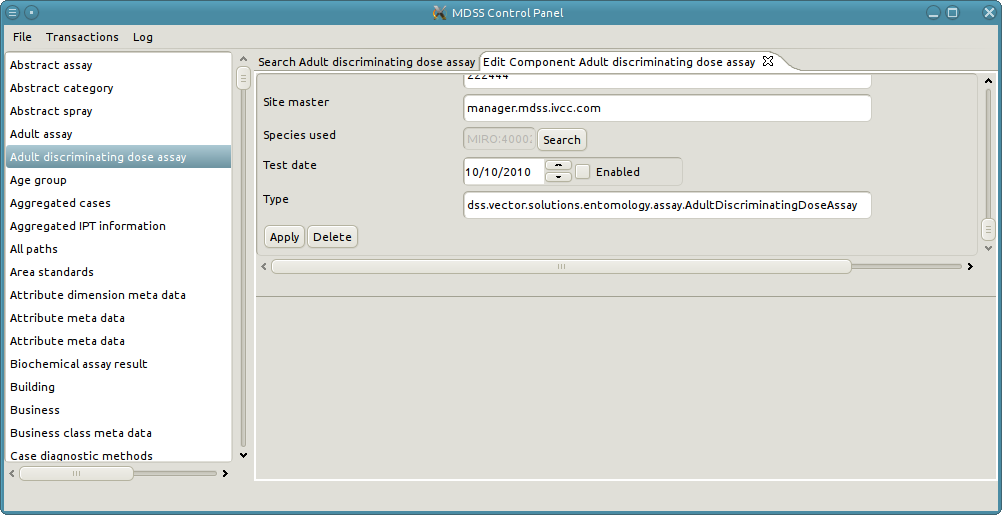 MDSS Control Panel
File Transactions Log
Abstract assay
Abstract category
Abstract spray
Adult assay
Adult discriminating dose assay
Age group
Aggregated cases
Aggregated IPT information
All paths
Area standards
Attribute dimension meta data
Attribute meta data
Attribute meta data
Biochemical assay result
Building
Business
Business class meta data
Case diagnostic methods
Search Adult discriminating dose assay Edit Component Adult discriminating dose assay
222444
Site master manager.mdss.ivcc.com
Species used Search
Test date 10/10/2010 Enabled
Type dss.vector.solutions.entomology.assay.AdultDiscriminatingDoseAssay
Apply Delete